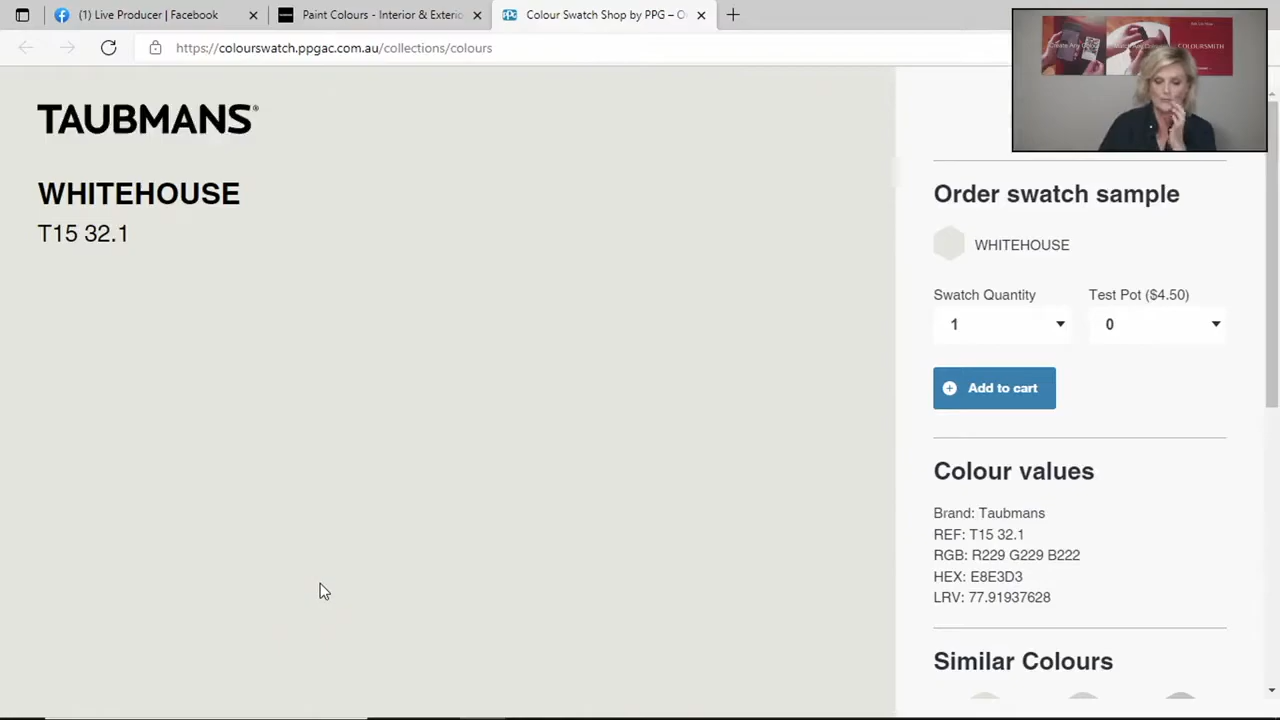 (1) Live Producer | Facebook
Paint Colours - Interior & Exterio
Colour Swatch Shop by PPG – O
https://colourswatch.ppgac.com.au/collections/colours
COLOURSMITH
TAUBMANS®
WHITEHOUSE
T15 32.1
Order swatch sample
WHITEHOUSE
Swatch Quantity
Test Pot ($4.50)
1
0
Add to cart
Colour values
Brand: Taubmans
REF: T15 32.1
RGB: R229 G229 B222
HEX: E8E3D3
LRV: 77.91937628
Similar Colours